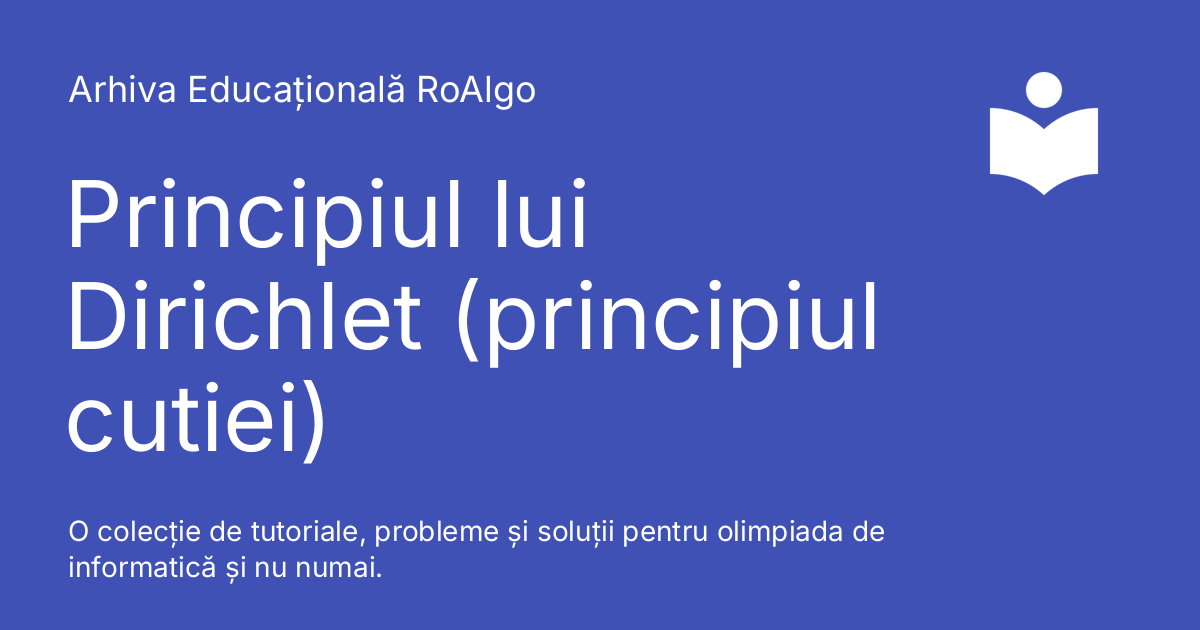 Arhiva Educațională RoAlgo
Principiul lui
Dirichlet (principiul
cutiei)
O colecție de tutoriale, probleme și soluții pentru olimpiada de
informatică și nu numai.